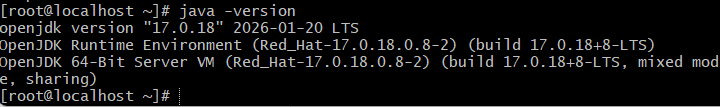 [root@localhost ~]# java -version
openjdk version "17.0.18" 2026-01-20 LTS
OpenJDK Runtime Environment (Red_Hat-17.0.18.0.8-2) (build 17.0.18+8-LTS)
OpenJDK 64-Bit Server VM (Red_Hat-17.0.18.0.8-2) (build 17.0.18+8-LTS, mixed mod
e, sharing)
[root@localhost ~]#